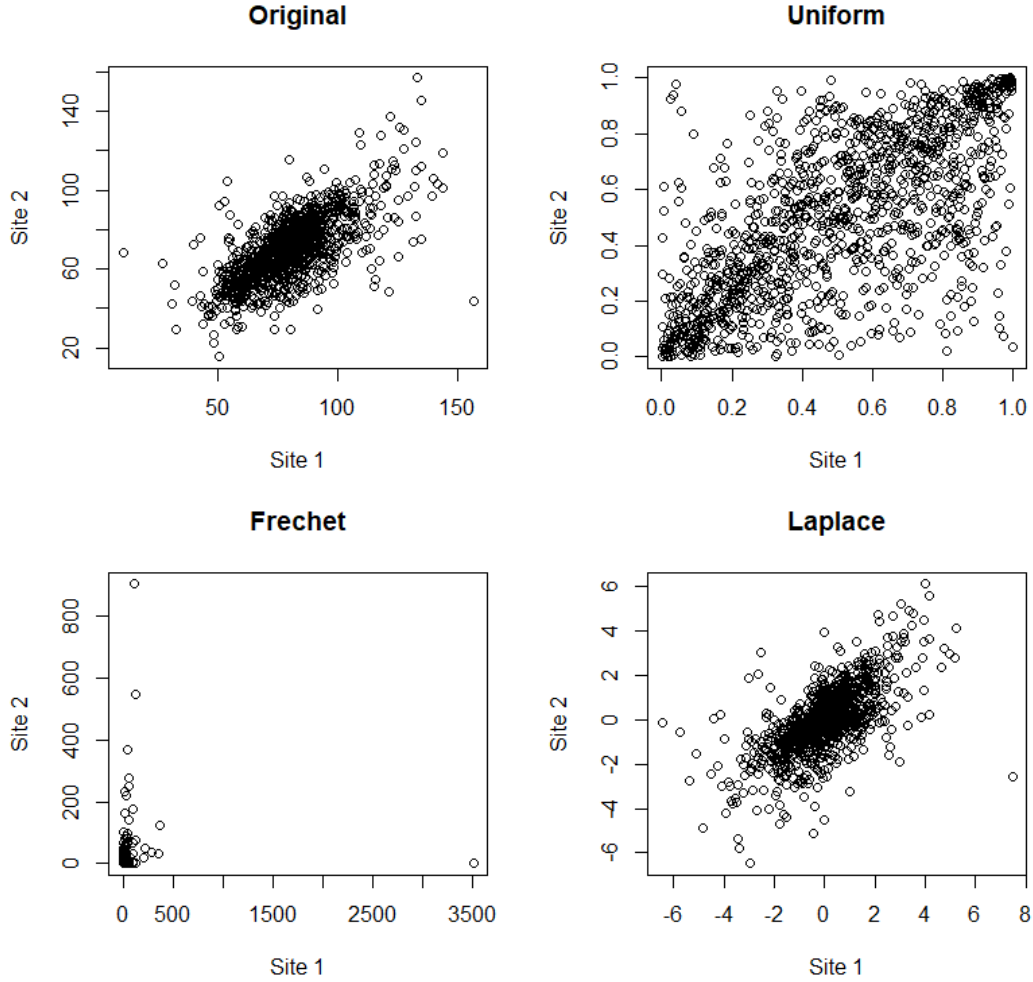 Original
140
100
60
20
Site 2
50 100 150
Site 1
Uniform
1.0
0.8
0.6
0.4
0.2
0.0
Site 2
0.0 0.2 0.4 0.6 0.8 1.0
Site 1
Frechet
800
600
400
200
0
Site 2
0 500 1500 2500 3500
Site 1
Laplace
6
4
2
0
-2
-4
-6
Site 2
-6 -4 -2 0 2 4 6 8
Site 1